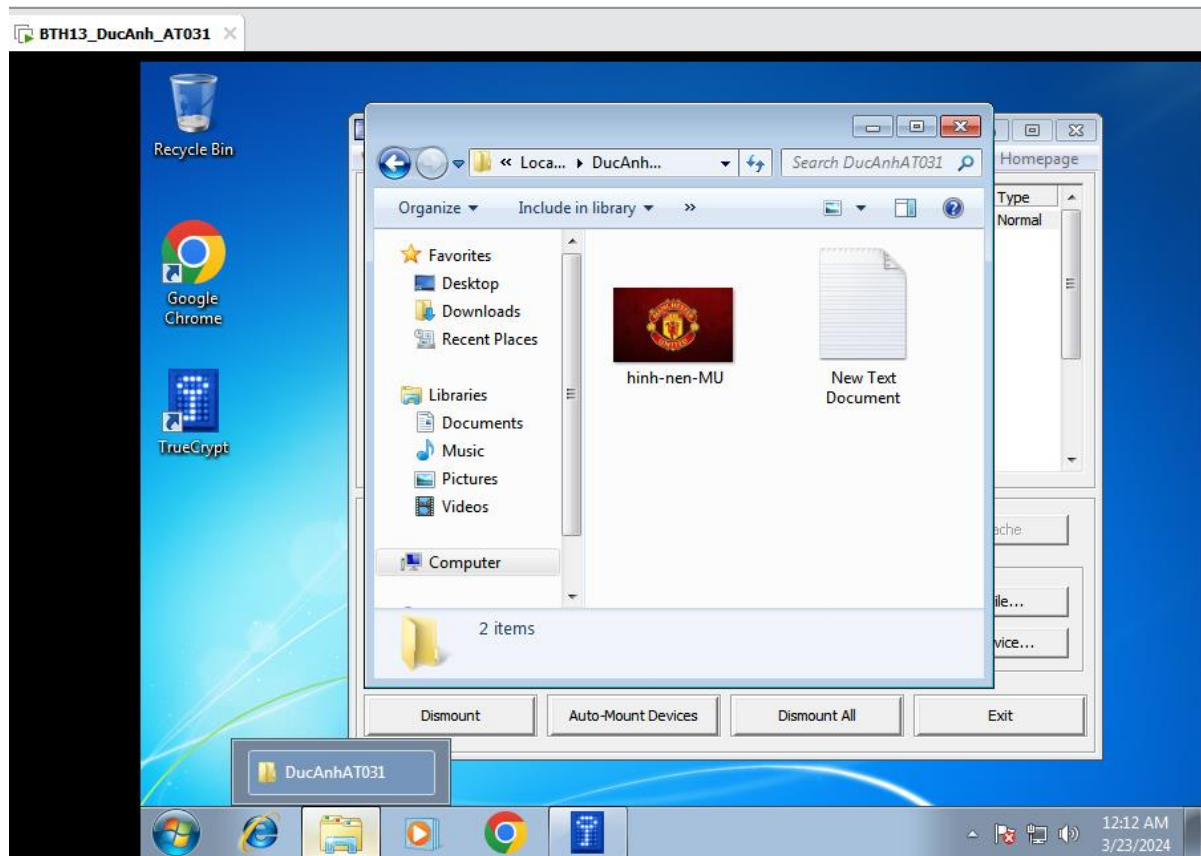 BTH13_DucAnh_AT031
Recycle Bin
Google
Chrome
TrueCrypt
« Loca... DucAnh...
Search DucAnhAT031
Homepage
Organize
Include in library
»
Type
Normal
Favorites
Desktop
Downloads
Recent Places
Libraries
Documents
Music
Pictures
Videos
Computer
MANCHESTER
UNITED
hinh-nen-MU
New Text
Document
2 items
ache
ile...
vice...
Dismount
Auto-Mount Devices
Dismount All
Exit
DucAnhAT031
12:12 AM
3/23/2024